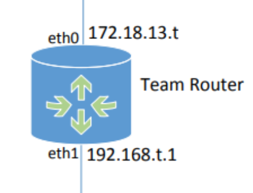 eth0 172.18.13.t
Team Router
eth1 192.168.t.1